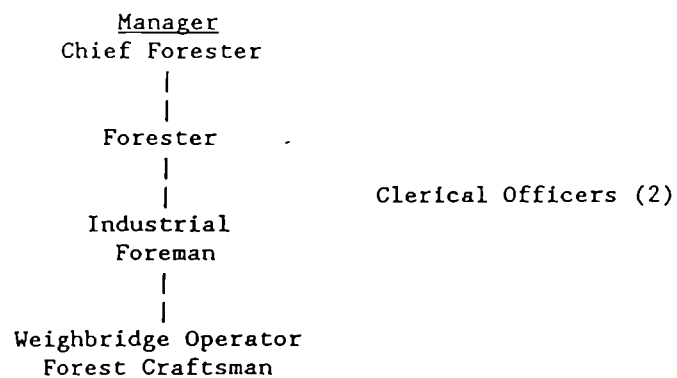 Manager
Chief Forester
Forester
Clerical Officers (2)
Industrial
Foreman
Weighbridge Operator
Forest Craftsman